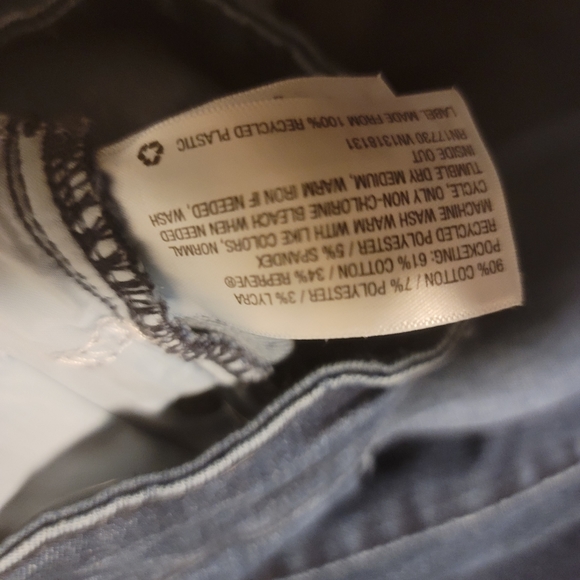 90% COTTON / 7% POLYESTER / 3% LYCRA
POCKETING: 61% COTTON / 34% REPREVE®
RECYCLED POLYESTER / 5% SPANDEX
MACHINE WASH WARM WITH LIKE COLORS, NORMAL
CYCLE. ONLY NON-CHLORINE BLEACH WHEN NEEDED
TUMBLE DRY MEDIUM, WARM IRON IF NEEDED, WASH
INSIDE OUT
RN17730 VN1318131
LABEL MADE FROM 100% RECYCLED PLASTIC